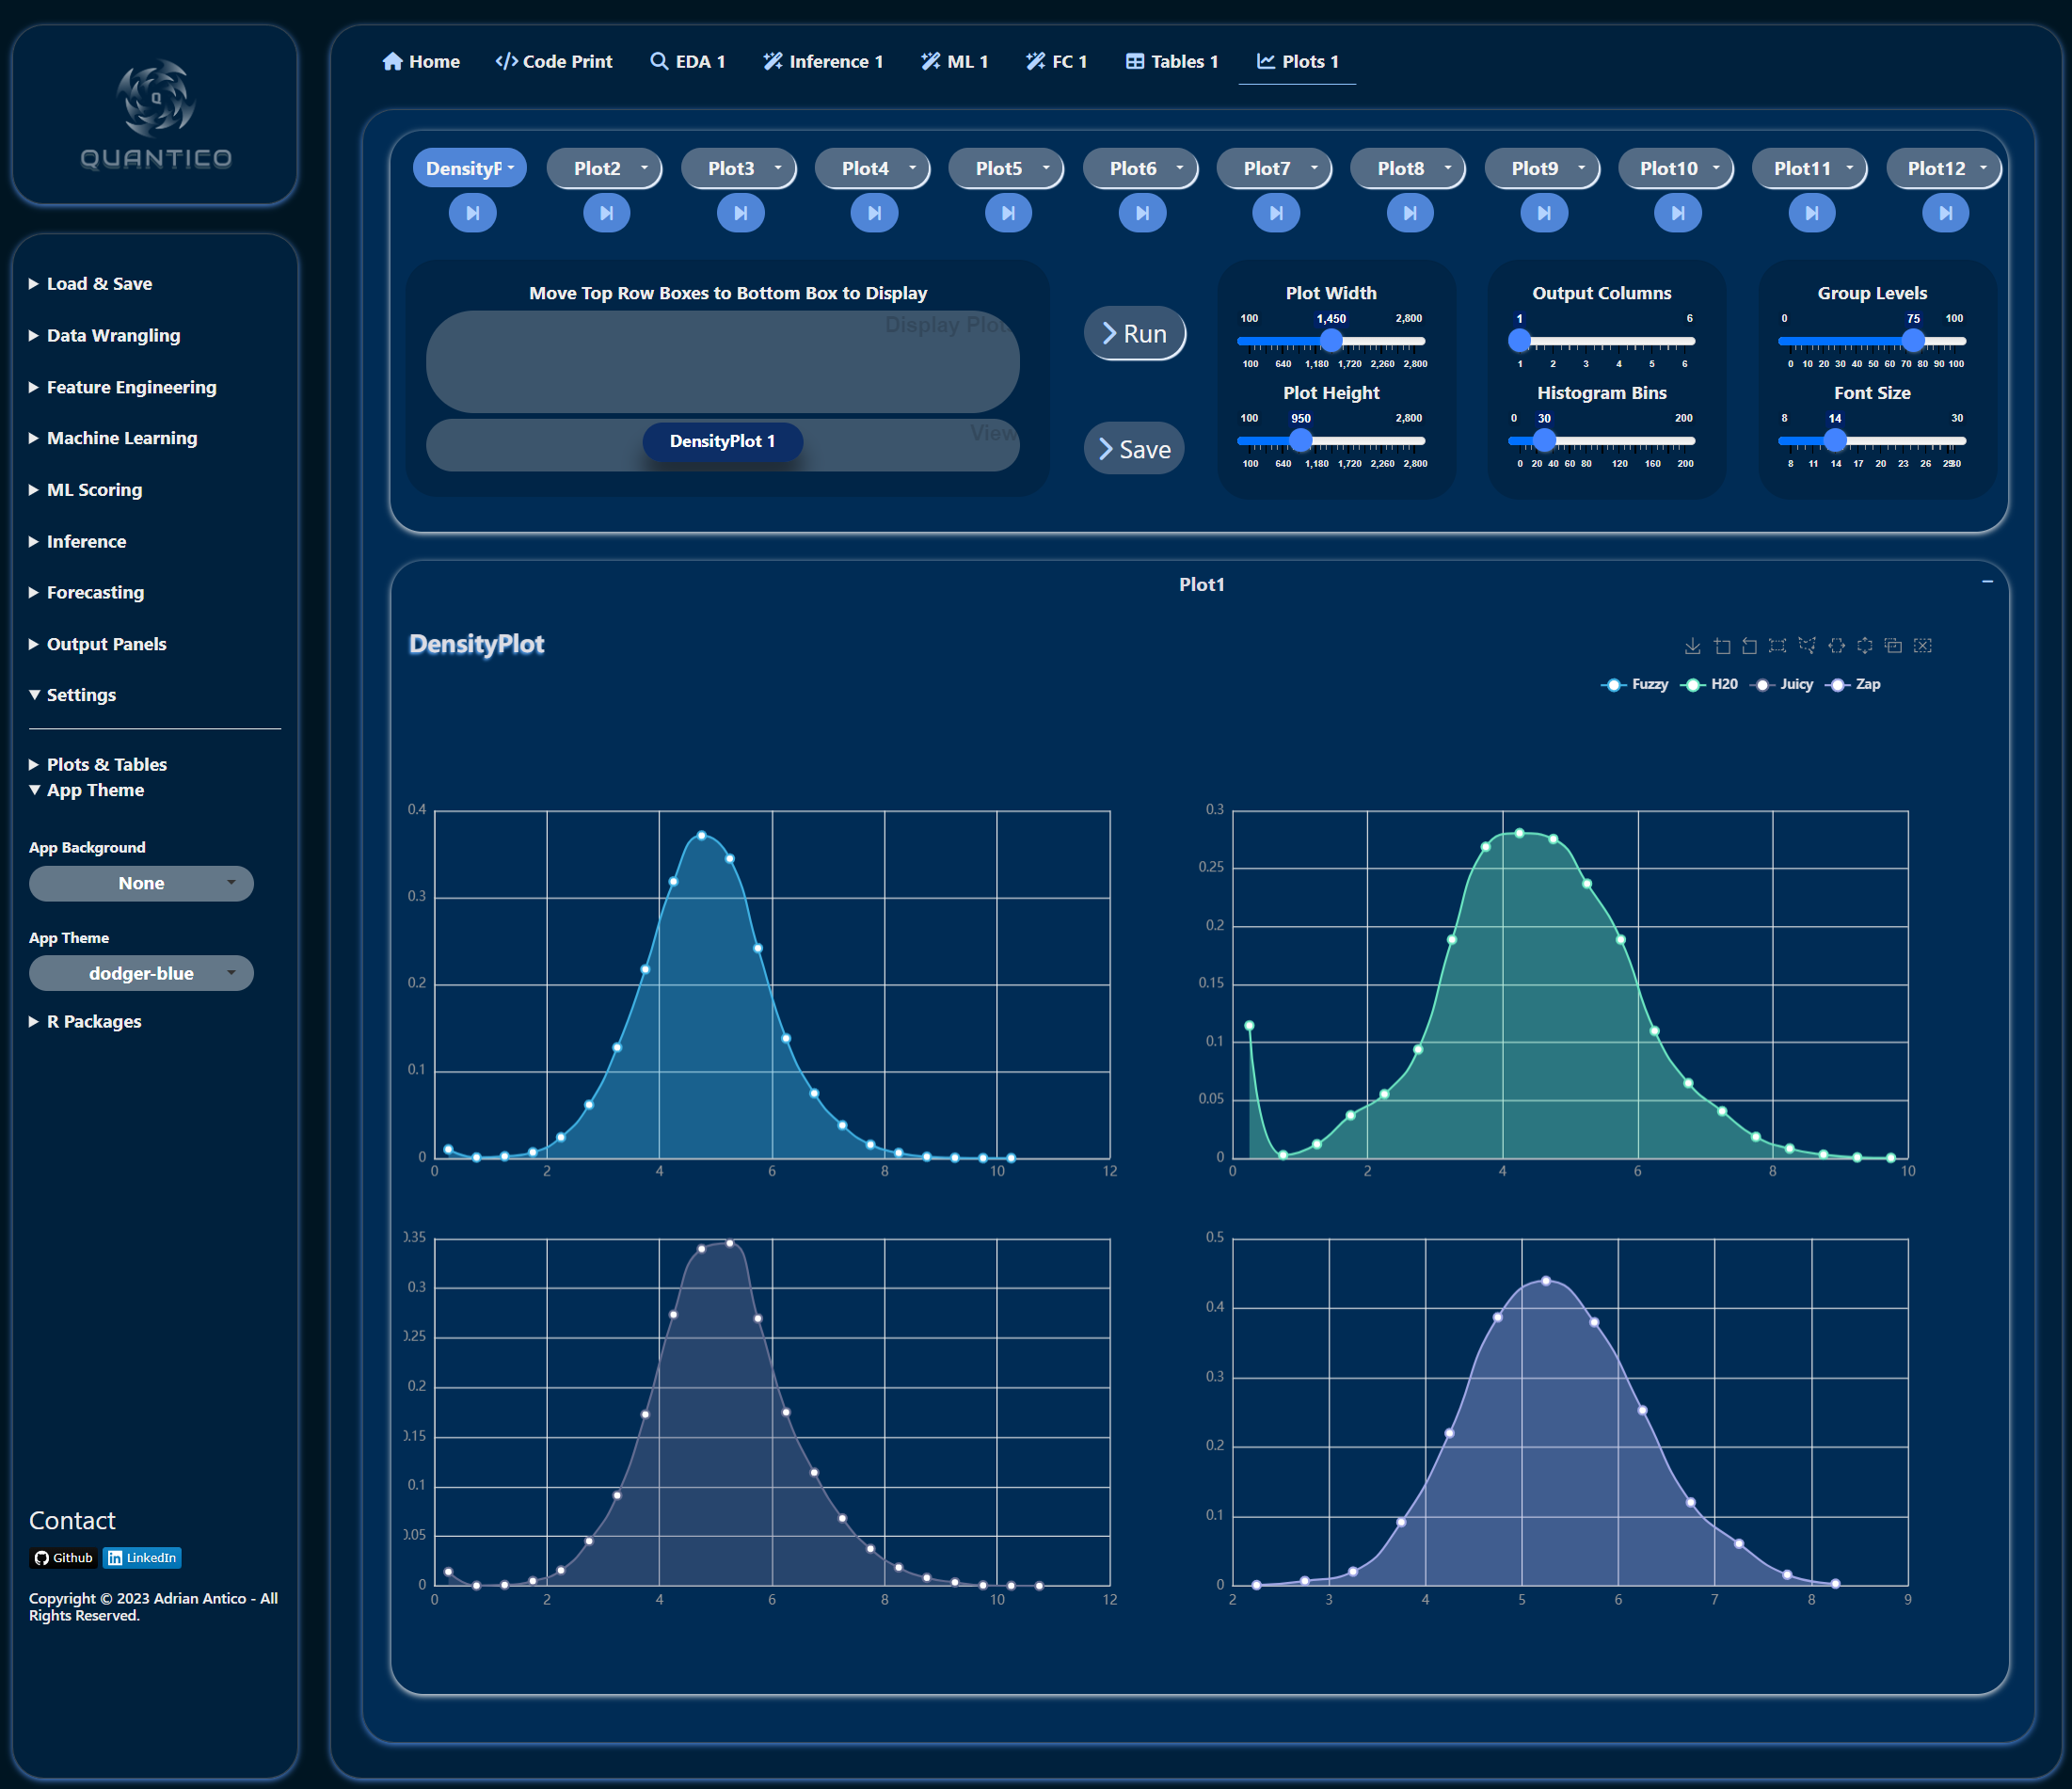 QUANTICO
Load & Save
Data Wrangling
Feature Engineering
Machine Learning
ML Scoring
Inference
Forecasting
Output Panels
Settings
Plots & Tables
App Theme
App Background
None
App Theme
dodger-blue
R Packages
Contact
Github LinkedIn
Copyright © 2023 Adrian Antico - All
Rights Reserved.
Home Code Print EDA 1 Inference 1 ML 1 FC 1 Tables 1 Plots 1
DensityP Plot2 Plot3 Plot4 Plot5 Plot6 Plot7 Plot8 Plot9 Plot10 Plot11 Plot12
Move Top Row Boxes to Bottom Box to Display
Display Plot
View
DensityPlot 1
Run
Save
Plot Width
100 1,450 2,800
100 640 1,180 1,720 2,260 2,800
Plot Height
100 950 2,800
100 640 1,180 1,720 2,260 2,800
Output Columns
1 6
1 2 3 4 5 6
Histogram Bins
0 30 200
0 20 40 60 80 120 160 200
Group Levels
0 75 100
0 10 20 30 40 50 60 70 80 90 100
Font Size
8 14 30
8 11 14 17 20 23 26 29 30
Plot1
DensityPlot
Fuzzy H20 Juicy Zap
0.4
0.3
0.2
0.1
0
0 2 4 6 8 10 12
0.3
0.25
0.2
0.15
0.1
0.05
0
0 2 4 6 8 10
0.35
0.3
0.25
0.2
0.15
0.1
0.05
0
0 2 4 6 8 10 12
0.5
0.4
0.3
0.2
0.1
0
2 3 4 5 6 7 8 9